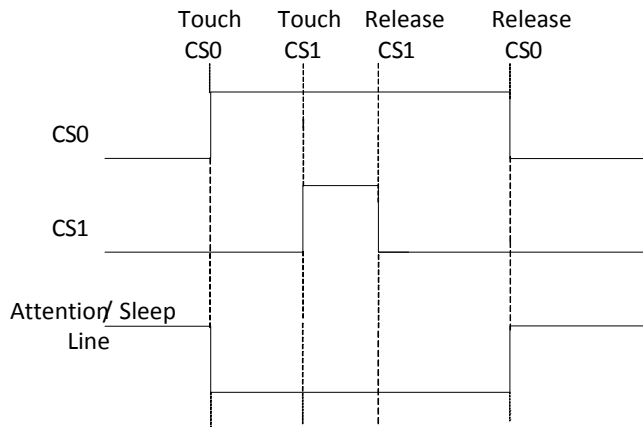 Touch Touch Release Release
CS0 CS1 CS1 CS0
CS0
CS1
Attention/ Sleep
Line